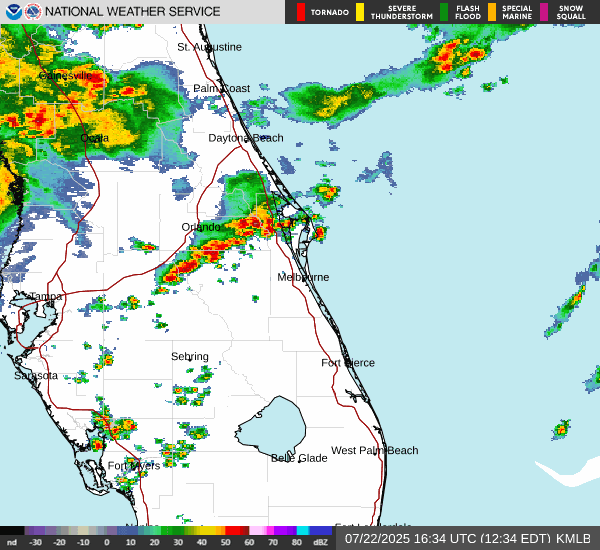 NATIONAL WEATHER SERVICE
TORNADO
SEVERE THUNDERSTORM
FLASH FLOOD
SPECIAL MARINE
SNOW SQUALL
St. Augustine
Gainesville
Palm Coast
Ocala
Daytona Beach
Orlando
Melbourne
Tampa
Sebring
Fort Pierce
Sarasota
West Palm Beach
Belle Glade
Fort Myers
nd -30 -20 -10 0 10 20 30 40 50 60 70 80 dBZ
07/22/2025 16:34 UTC (12:34 EDT) KMLB